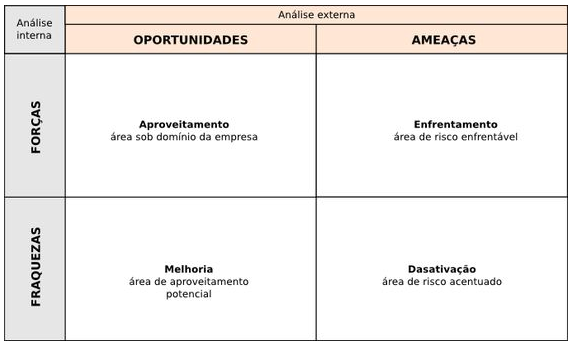 Análise
interna
Análise externa
OPORTUNIDADES
AMEAÇAS
FORÇAS
Aproveitamento
área sob domínio da empresa
Enfrentamento
área de risco enfrentável
FRAQUEZAS
Melhoria
área de aproveitamento
potencial
Dasativação
área de risco acentuado